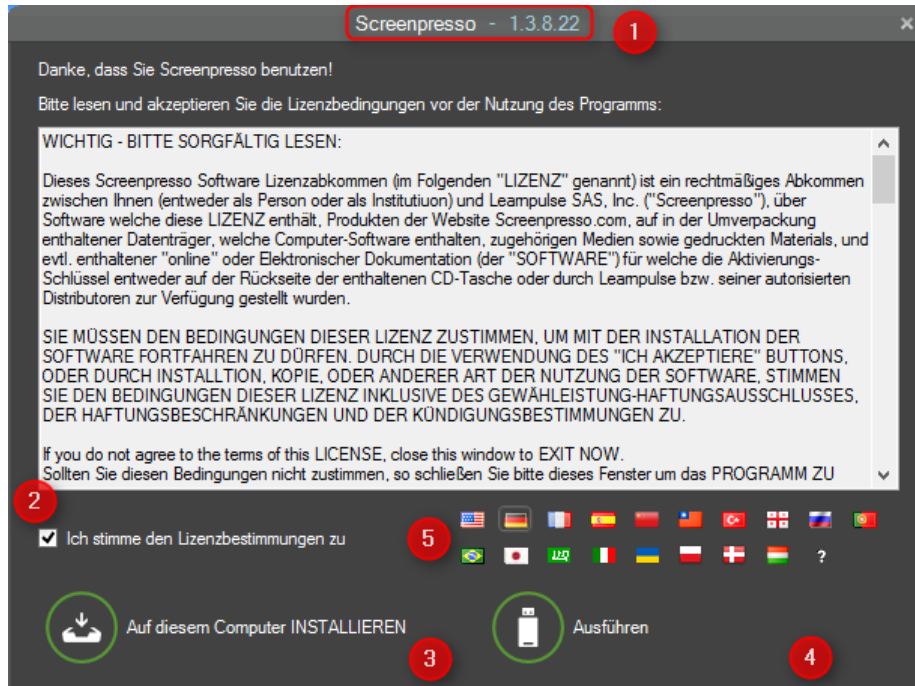 Screenpresso - 1.3.8.22
1
Danke, dass Sie Screenpresso benutzen!
Bitte lesen und akzeptieren Sie die Lizenzbedingungen vor der Nutzung des Programms:
WICHTIG - BITTE SORGFÄLTIG LESEN:
Dieses Screenpresso Software Lizenzabkommen (im Folgenden "LIZENZ" genannt) ist ein rechtmäßiges Abkommen
zwischen Ihnen (entweder als Person oder als Institutiuon) und Learnpulse SAS, Inc. ("Screenpresso"), über
Software welche diese LIZENZ enthält, Produkten der Website Screenpresso.com, auf in der Umverpackung
enthaltener Datenträger, welche Computer-Software enthalten, zugehörigen Medien sowie gedruckten Materials, und
evtl. enthaltener "online" oder Elektronischer Dokumentation (der "SOFTWARE") für welche die Aktivierungs-
Schlüssel entweder auf der Rückseite der enthaltenen CD-Tasche oder durch Learnpulse bzw. seiner autorisierten
Distributoren zur Verfügung gestellt wurden.
SIE MÜSSEN DEN BEDINGUNGEN DIESER LIZENZ ZUSTIMMEN, UM MIT DER INSTALLATION DER
SOFTWARE FORTFAHREN ZU DÜRFEN. DURCH DIE VERWENDUNG DES "ICH AKZEPTIERE" BUTTONS,
ODER DURCH INSTALLTION, KOPIE, ODER ANDERER ART DER NUTZUNG DER SOFTWARE, STIMMEN
SIE DEN BEDINGUNGEN DIESER LIZENZ INKLUSIVE DES GEWÄHLEISTUNG-HAFTUNGSAUSSCHLUSSES,
DER HAFTUNGSBESCHRÄNKUNGEN UND DER KÜNDIGUNGSBESTIMMUNGEN ZU.
If you do not agree to the terms of this LICENSE, close this window to EXIT NOW.
Sollten Sie diesen Bedingungen nicht zustimmen, so schließen Sie bitte dieses Fenster um das PROGRAMM ZU
2
Ich stimme den Lizenzbestimmungen zu
5
?
Auf diesem Computer INSTALLIEREN
3
Ausführen
4